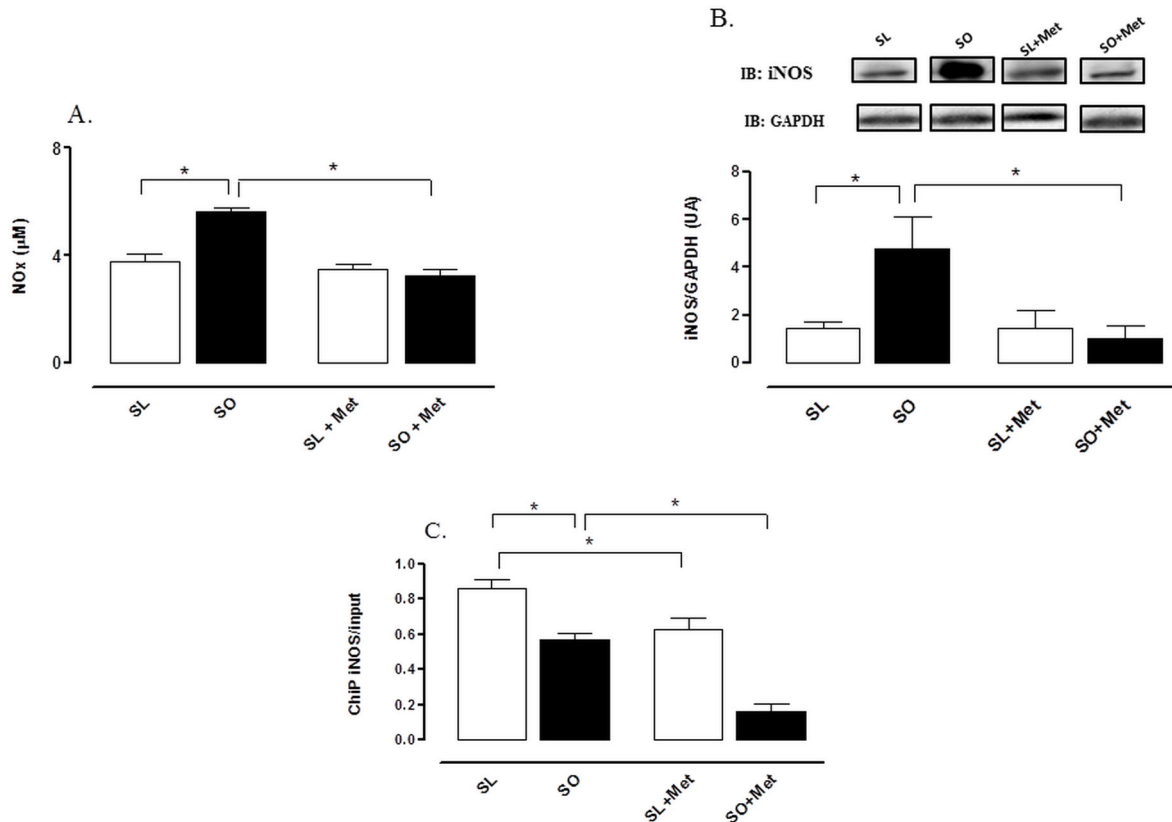 A.
*
*
8
4
0
NOx (μM)
SL
SO
SL + Met
SO + Met
B.
SL
SO
SL+Met
SO+Met
IB: iNOS
IB: GAPDH
*
*
8
6
4
2
0
iNOS/GAPDH (UA)
SL
SO
SL+Met
SO+Met
C.
*
*
*
1.0
0.8
0.6
0.4
0.2
0.0
ChiP iNOS/input
SL
SO
SL+Met
SO+Met